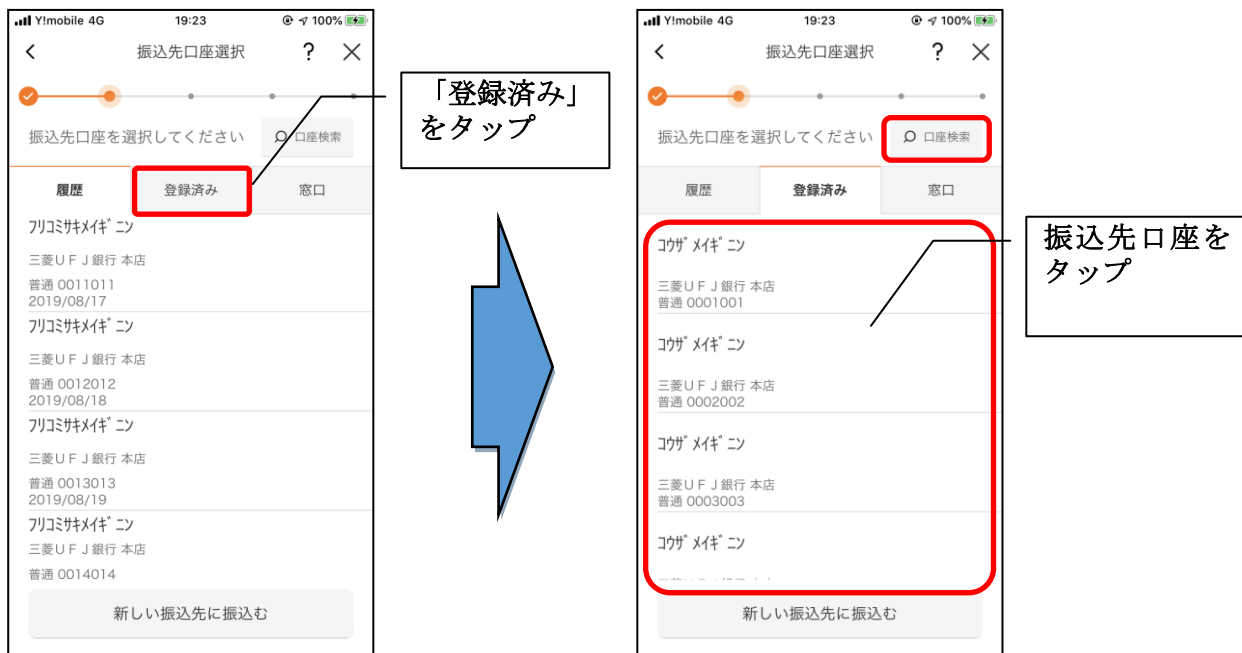 Y!mobile 4G 19:23 100%
振込先口座選択 ?
振込先口座を選択してください 口座検索
履歴 登録済み 窓口
フリコミサキメイギニン
三菱UFJ銀行 本店
普通 0011011
2019/08/17
フリコミサキメイギニン
三菱UFJ銀行 本店
普通 0012012
2019/08/18
フリコミサキメイギニン
三菱UFJ銀行 本店
普通 0013013
2019/08/19
フリコミサキメイギニン
三菱UFJ銀行 本店
普通 0014014
新しい振込先に振込む
「登録済み」
をタップ
Y!mobile 4G 19:23 100%
振込先口座選択 ?
振込先口座を選択してください 口座検索
履歴 登録済み 窓口
コウザメイギニン
三菱UFJ銀行 本店
普通 0001001
コウザメイギニン
三菱UFJ銀行 本店
普通 0002002
コウザメイギニン
三菱UFJ銀行 本店
普通 0003003
コウザメイギニン
新しい振込先に振込む
振込先口座を
タップ